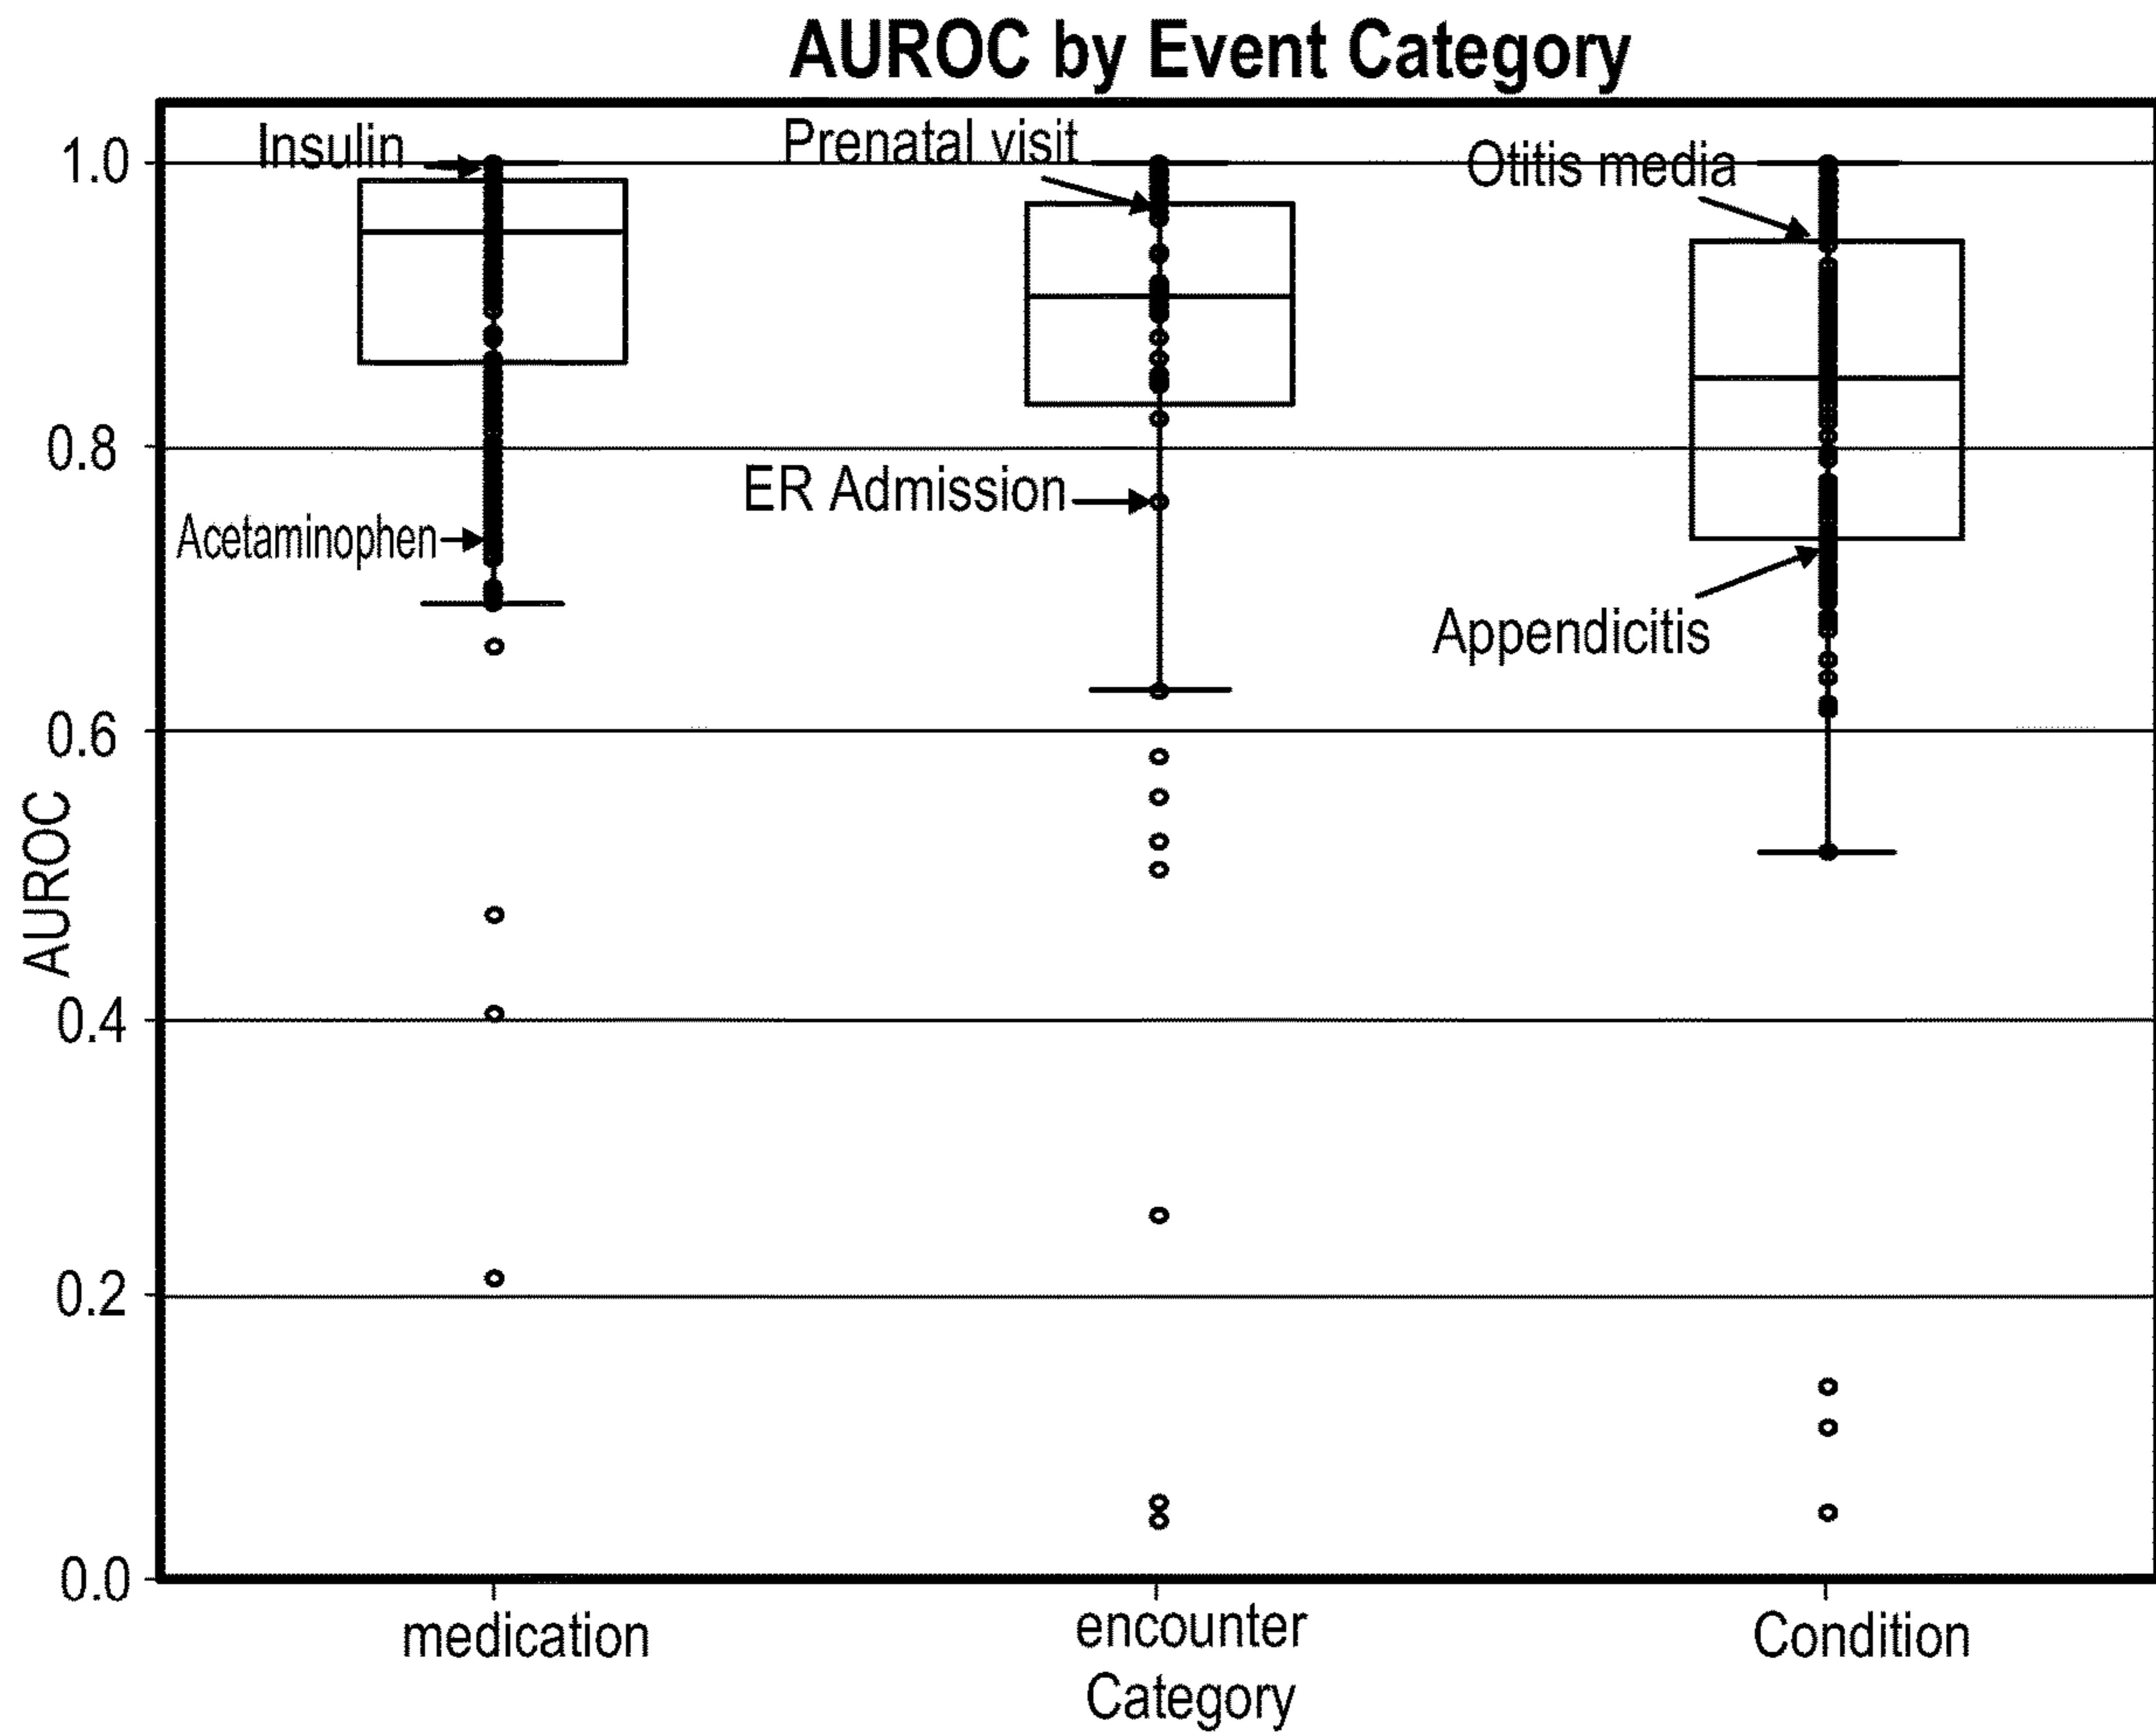 AUROC by Event Category
Insulin
Prenatal visit
Otitis media
1.0
0.8
ER Admission
Acetaminophen
Appendicitis
0.6
AUROC
0.4
0.2
0.0
medication
encounter
Condition
Category